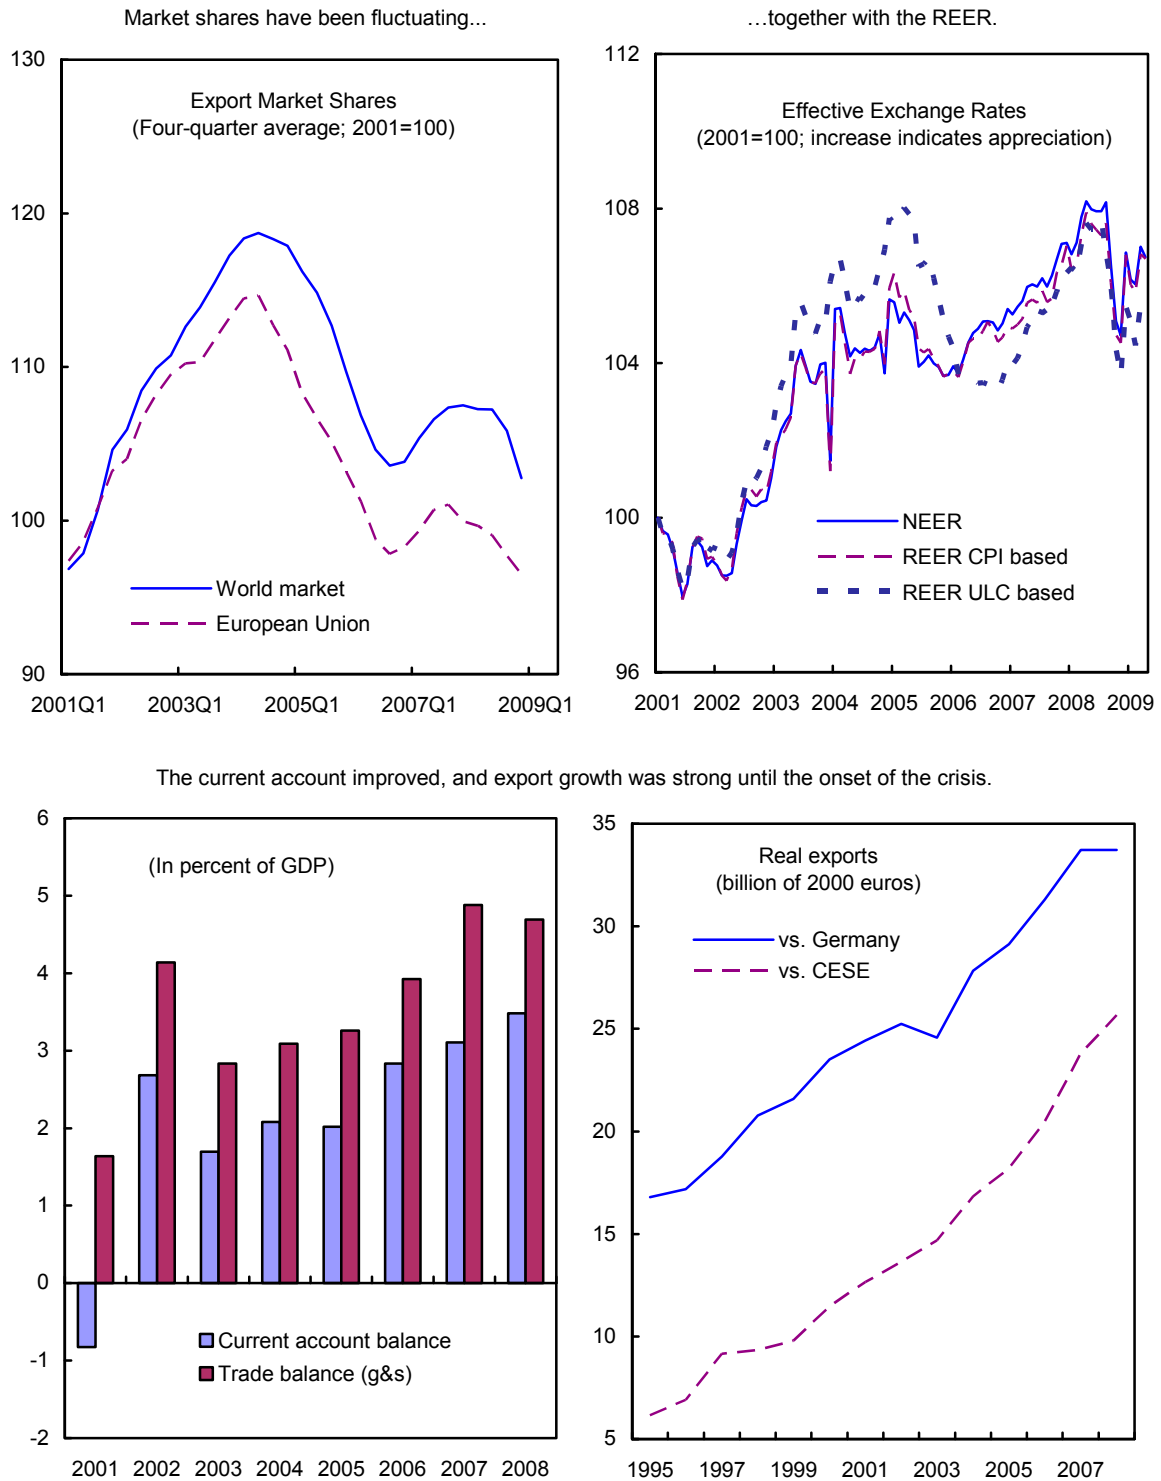 Market shares have been fluctuating...
130
Export Market Shares
(Four-quarter average; 2001=100)
120
110
100
World market
European Union
90
2001Q1 2003Q1 2005Q1 2007Q1 2009Q1
…together with the REER.
112
Effective Exchange Rates
(2001=100; increase indicates appreciation)
108
104
100
NEER
REER CPI based
REER ULC based
96
2001 2002 2003 2004 2005 2006 2007 2008 2009
The current account improved, and export growth was strong until the onset of the crisis.
6
(In percent of GDP)
5
4
3
2
1
0
Current account balance
-1
Trade balance (g&s)
-2
2001 2002 2003 2004 2005 2006 2007 2008
35
Real exports
(billion of 2000 euros)
30
vs. Germany
vs. CESE
25
20
15
10
5
1995 1997 1999 2001 2003 2005 2007